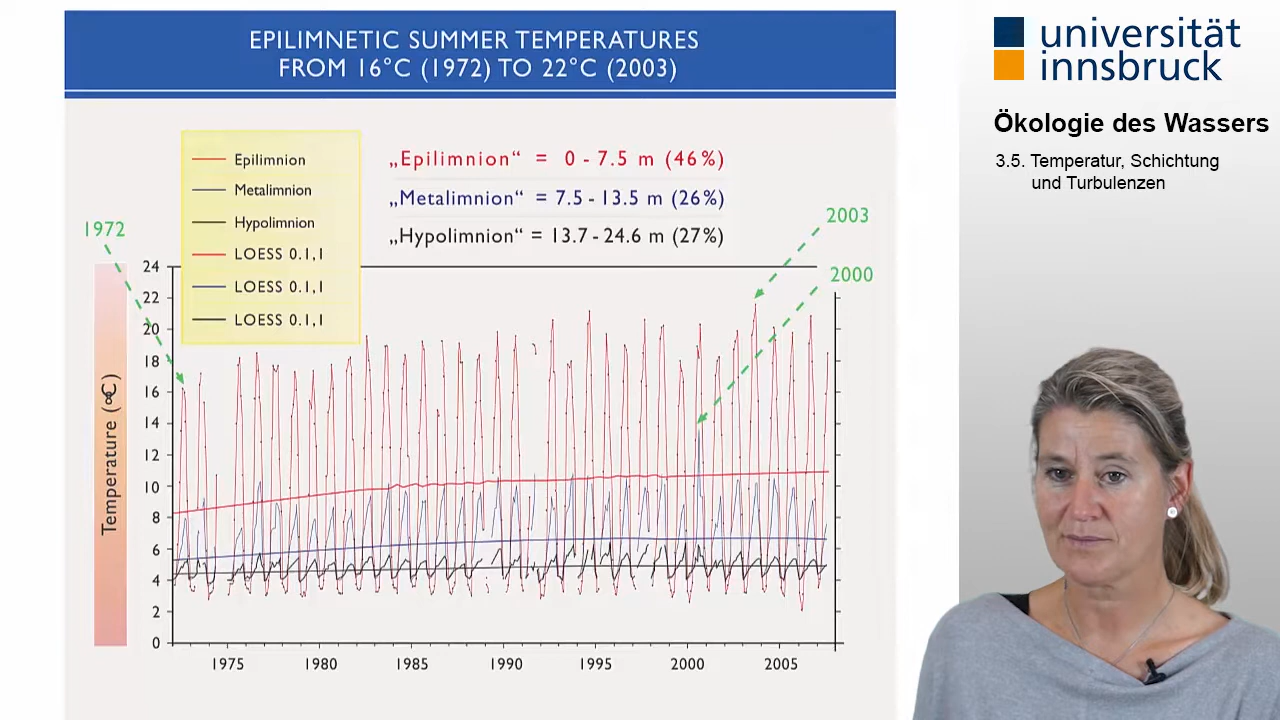 EPILIMNETIC SUMMER TEMPERATURES
FROM 16°C (1972) TO 22°C (2003)
universität
innsbruck
Ökologie des Wassers
3.5. Temperatur, Schichtung
und Turbulenzen
Epilimnion
Metalimnion
Hypolimnion
LOESS 0.1,1
LOESS 0.1,1
LOESS 0.1,1
„Epilimnion“ = 0 - 7.5 m (46%)
„Metalimnion“ = 7.5 - 13.5 m (26%)
„Hypolimnion“ = 13.7 - 24.6 m (27%)
1972
2003
2000
Temperature (°C)
24
22
20
18
16
14
12
10
8
6
4
2
0
1975 1980 1985 1990 1995 2000 2005